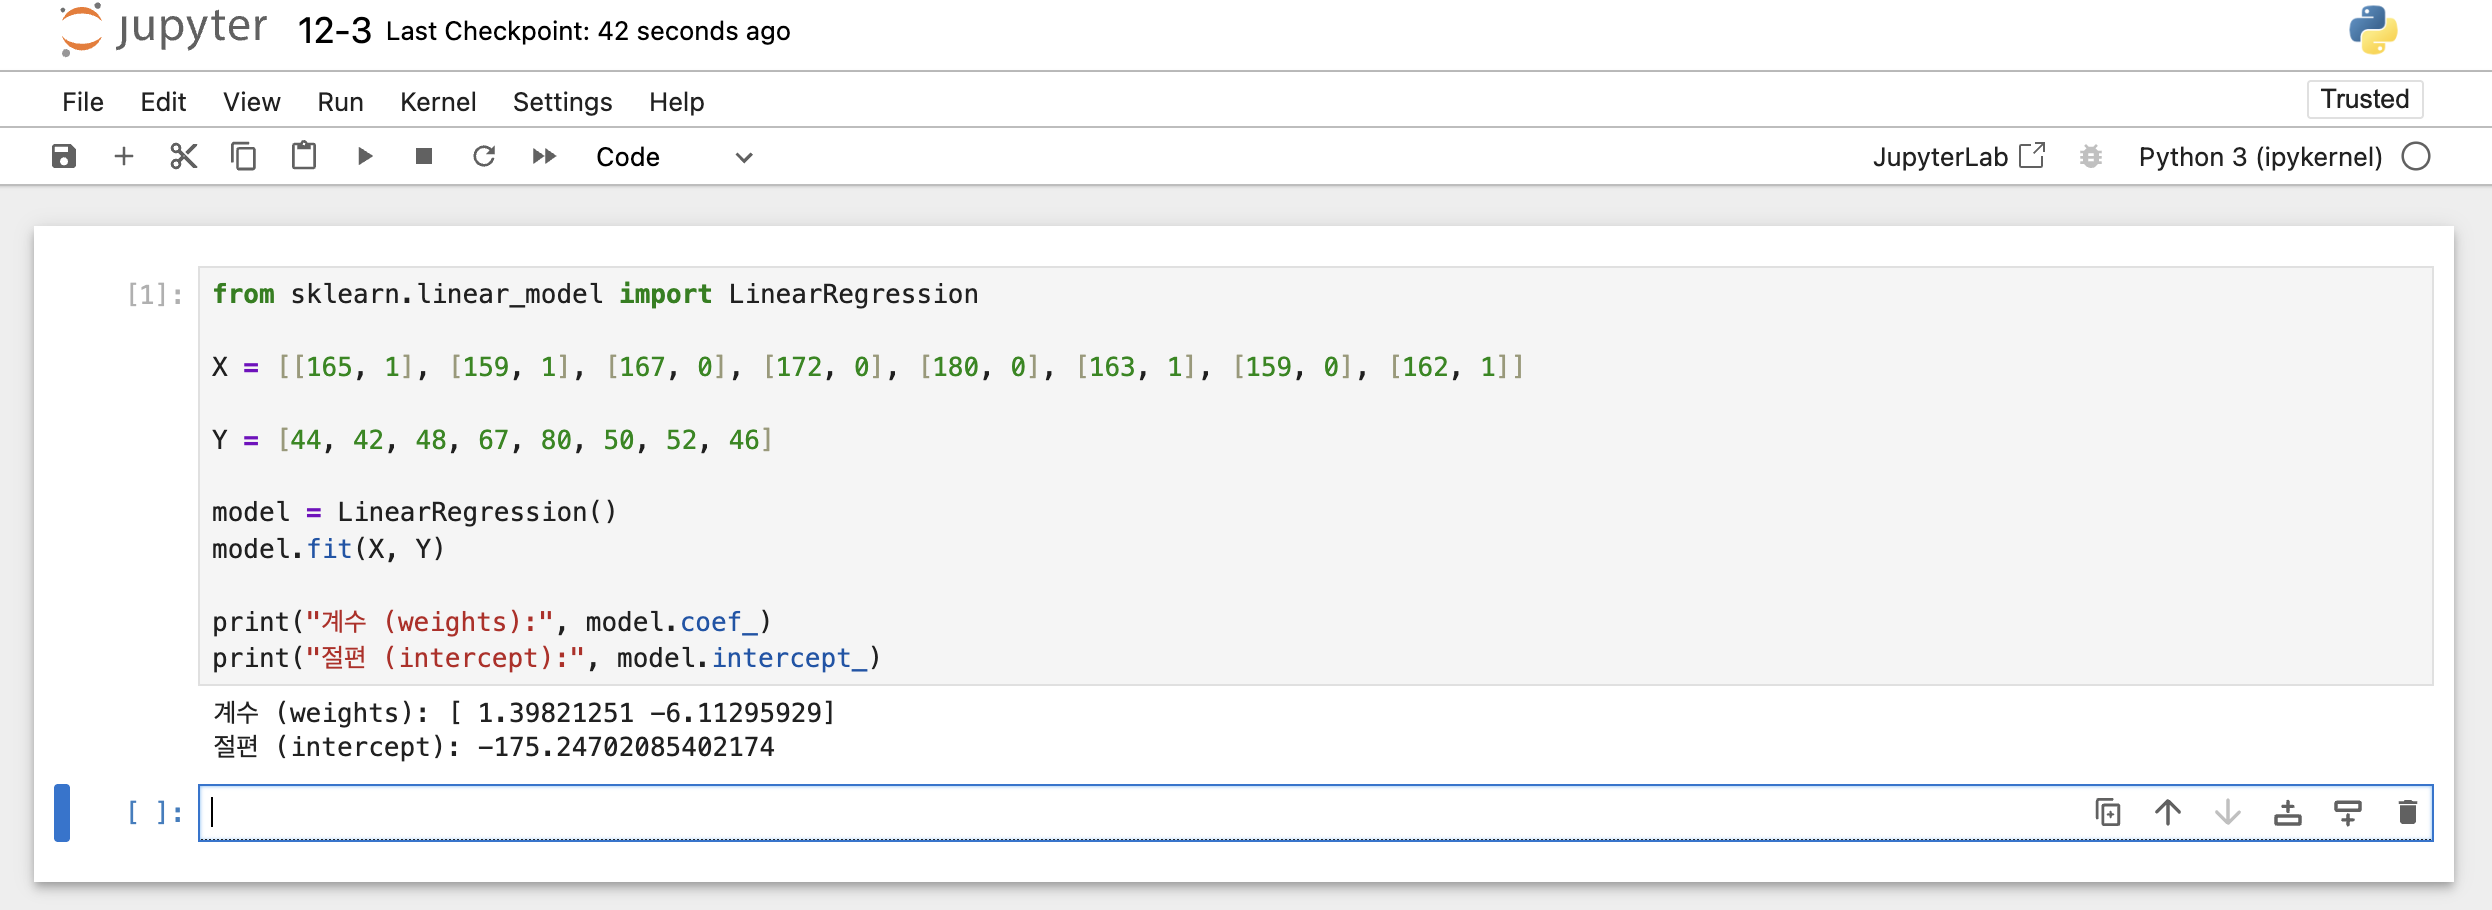 jupyter 12-3 Last Checkpoint: 42 seconds ago
File Edit View Run Kernel Settings Help Trusted
Code JupyterLab Python 3 (ipykernel)
[1]: from sklearn.linear_model import LinearRegression
X = [[165, 1], [159, 1], [167, 0], [172, 0], [180, 0], [163, 1], [159, 0], [162, 1]]
Y = [44, 42, 48, 67, 80, 50, 52, 46]
model = LinearRegression()
model.fit(X, Y)
print("계수 (weights):", model.coef_)
print("절편 (intercept):", model.intercept_)
계수 (weights): [ 1.39821251 -6.11295929]
절편 (intercept): -175.24702085402174
[ ]: